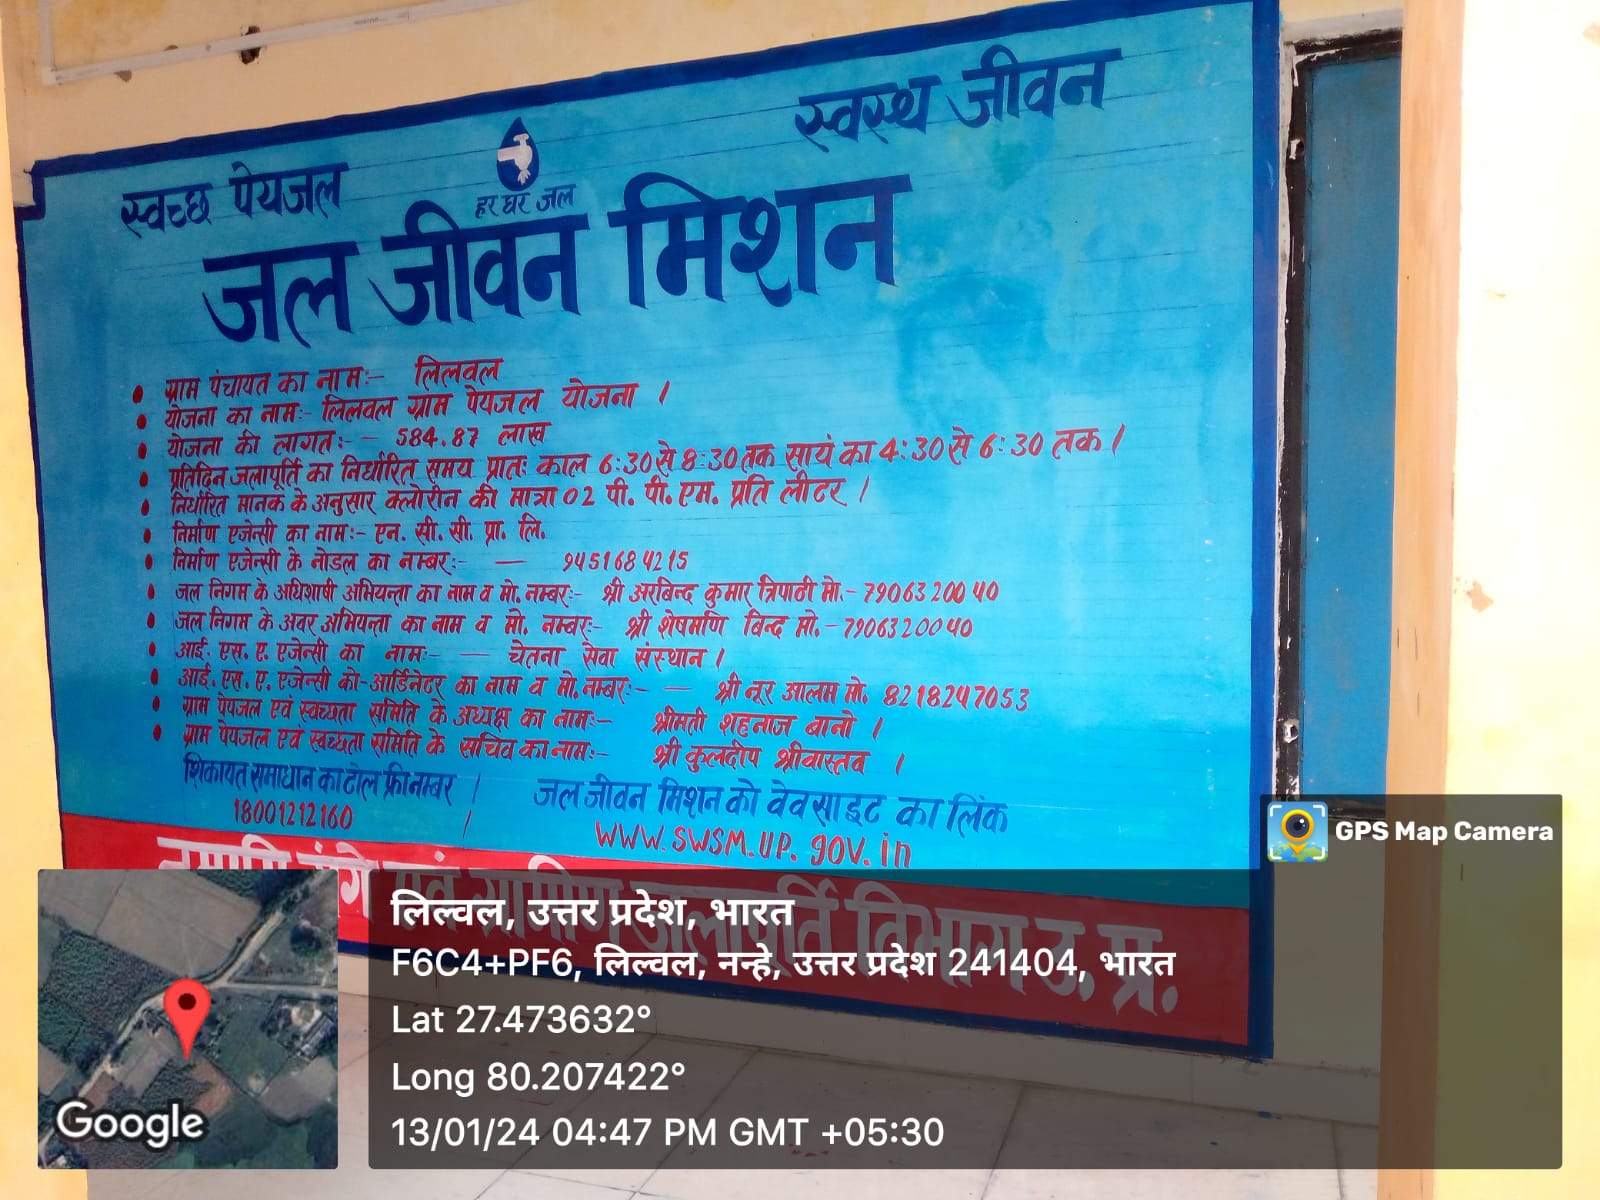 स्वच्छ पेयजल
स्वस्थ जीवन
हर घर जल
जल जीवन मिशन
• ग्राम पंचायत का नामः- लिलवल
• योजना का नामः- लिलवल ग्राम पेयजल योजना ।
• योजना की लागतः- - 584.87 लाख
• प्रतिदिन जलापूर्ति का निर्धारित समय प्रातः काल 6:30 से 8:30 तक सायं का 4:30 से 6:30 तक ।
• निर्धारित मानक के अनुसार क्लोरीन की मात्रा 02 पी. पी. एम. प्रति लीटर ।
• निर्माण एजेन्सी का नामः- एन. सी. सी. प्रा. लि.
• निर्माण एजेन्सी के नोडल का नम्बरः- — 9451684215
• जल निगम के अधिशाषी अभियन्ता का नाम व मो. नम्बरः- श्री अरबिन्द कुमार त्रिपाठी मो.- 7906320040
• जल निगम के अवर अभियन्ता का नाम व मो. नम्बरः- श्री शेषमणि बिन्द मो.- 7906320040
• आई. एस. ए. एजेन्सी का नामः- — चेतना सेवा संस्थान ।
• आई. एस. ए. एजेन्सी को-आर्डिनेटर का नाम व मो. नम्बरः- — श्री नूर आलम मो. 8218247053
• ग्राम पेयजल एवं स्वच्छता समिति के अध्यक्ष का नामः- श्रीमती शहनाज बानो ।
• ग्राम पेयजल एवं स्वच्छता समिति के सचिव का नामः- श्री कुलदीप श्रीवास्तव ।
शिकायत समाधान का टोल फ्री नम्बर ।
18001212160 ।
जल जीवन मिशन को वेवसाइट का लिंक
WWW.SWSM.UP.gov.in
नमामि गंगे एवं ग्रामीण जलापूर्ति विभाग उ. प्र.
GPS Map Camera
लिल्वल, उत्तर प्रदेश, भारत
F6C4+PF6, लिल्वल, नन्हे, उत्तर प्रदेश 241404, भारत
Lat 27.473632°
Long 80.207422°
13/01/24 04:47 PM GMT +05:30
Google